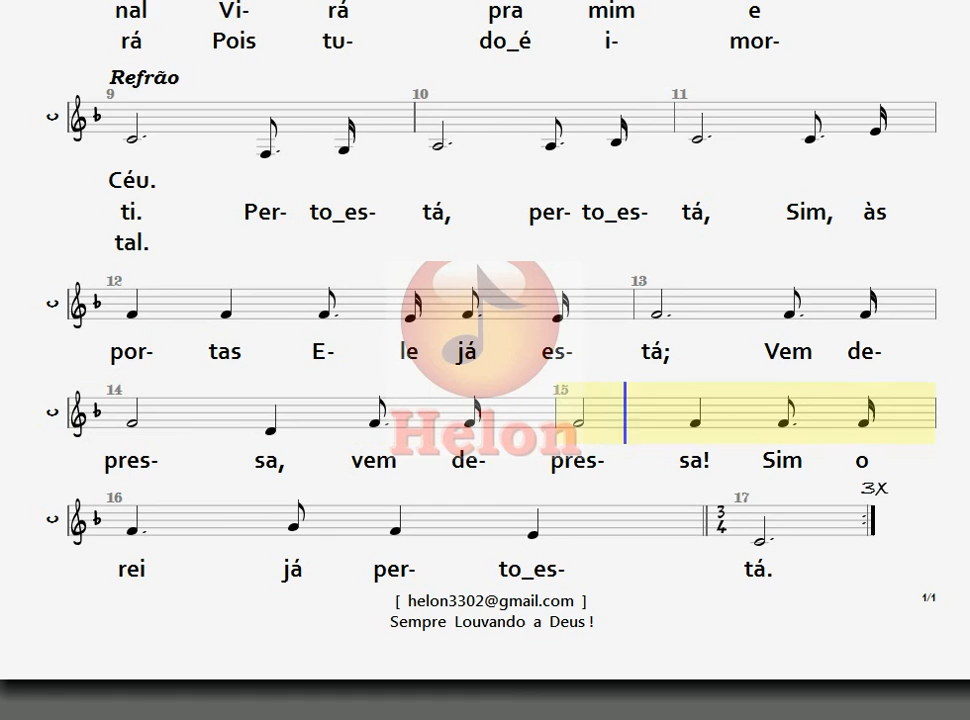 nal Vi- rá pra mim e
rá Pois tu- do_é i- mor-
Refrão
9 10 11
Céu.
ti. Per- to_es- tá, per- to_es- tá, Sim, às
tal.
12 13
por- tas E- le já es- tá; Vem de-
14 15
Helon
pres- sa, vem de- pres- sa! Sim o
3X
16 17
3
4
rei já per- to_es- tá.
[ helon3302@gmail.com ] 1/1
Sempre Louvando a Deus !